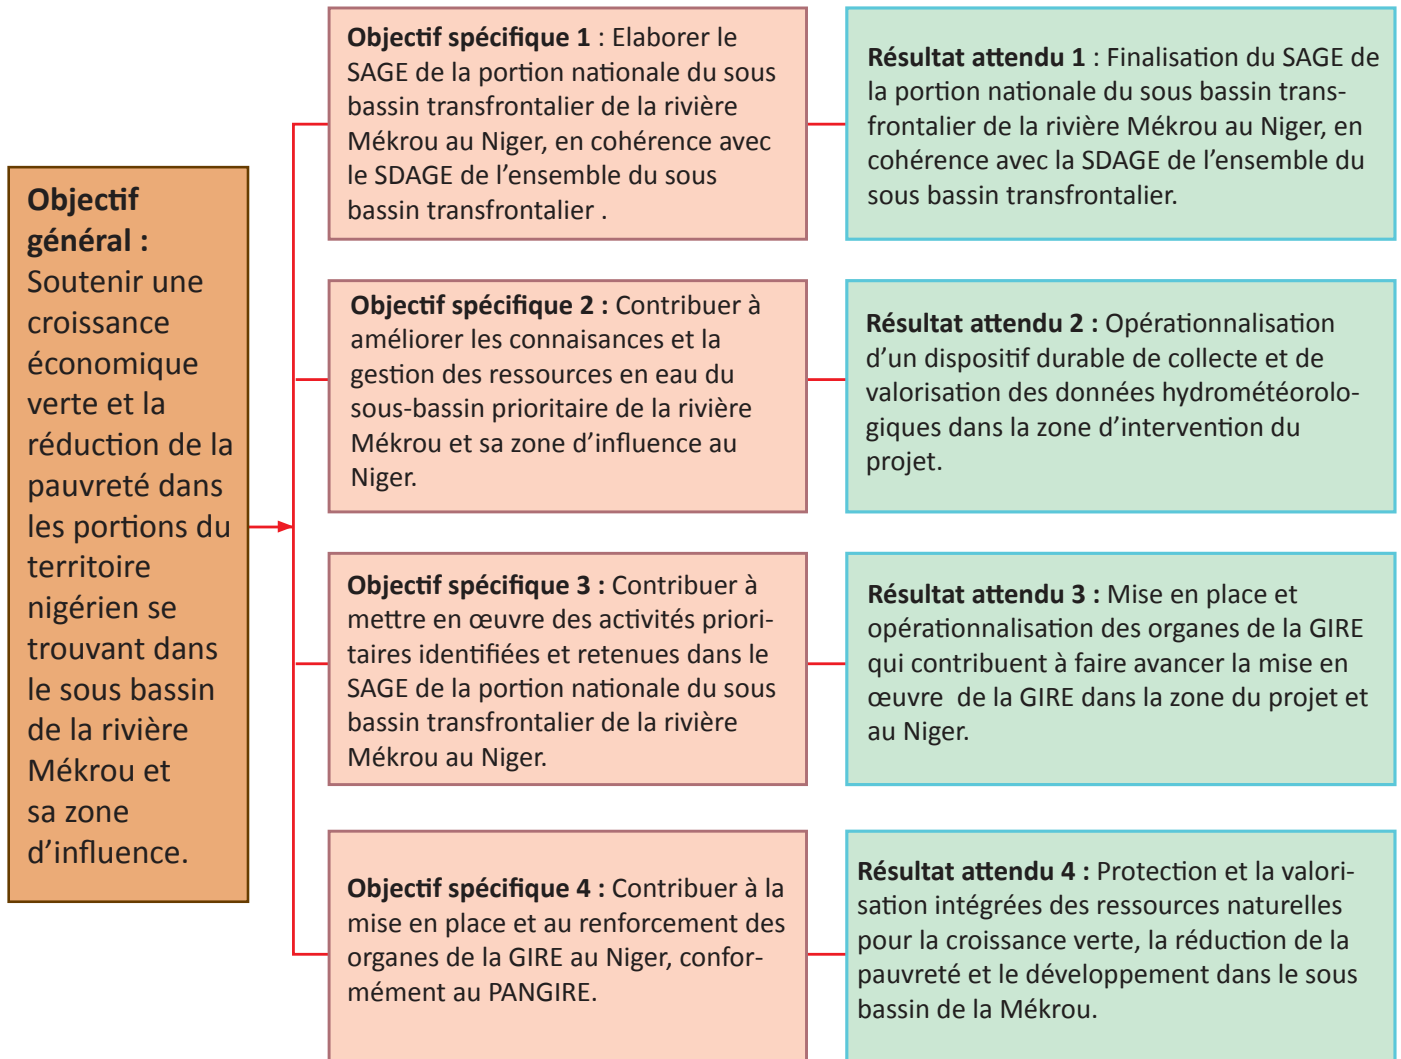 Objectif
général :
Soutenir une
croissance
économique
verte et la
réduction de la
pauvreté dans
les portions du
territoire
nigérien se
trouvant dans
le sous bassin
de la rivière
Mékrou et
sa zone
d’influence.
Objectif spécifique 1 : Elaborer le
SAGE de la portion nationale du sous
bassin transfrontalier de la rivière
Mékrou au Niger, en cohérence avec
le SDAGE de l’ensemble du sous
bassin transfrontalier .
Résultat attendu 1 : Finalisation du SAGE de
la portion nationale du sous bassin trans-
frontalier de la rivière Mékrou au Niger, en
cohérence avec la SDAGE de l’ensemble du
sous bassin transfrontalier.
Objectif spécifique 2 : Contribuer à
améliorer les connaisances et la
gestion des ressources en eau du
sous-bassin prioritaire de la rivière
Mékrou et sa zone d’influence au
Niger.
Résultat attendu 2 : Opérationnalisation
d’un dispositif durable de collecte et de
valorisation des données hydrométéorolo-
giques dans la zone d’intervention du
projet.
Objectif spécifique 3 : Contribuer à
mettre en œuvre des activités priori-
taires identifiées et retenues dans le
SAGE de la portion nationale du sous
bassin transfrontalier de la rivière
Mékrou au Niger.
Résultat attendu 3 : Mise en place et
opérationnalisation des organes de la GIRE
qui contribuent à faire avancer la mise en
œuvre  de la GIRE dans la zone du projet et
au Niger.
Objectif spécifique 4 : Contribuer à la
mise en place et au renforcement des
organes de la GIRE au Niger, confor-
mément au PANGIRE.
Résultat attendu 4 : Protection et la valori-
sation intégrées des ressources naturelles
pour la croissance verte, la réduction de la
pauvreté et le développement dans le sous
bassin de la Mékrou.